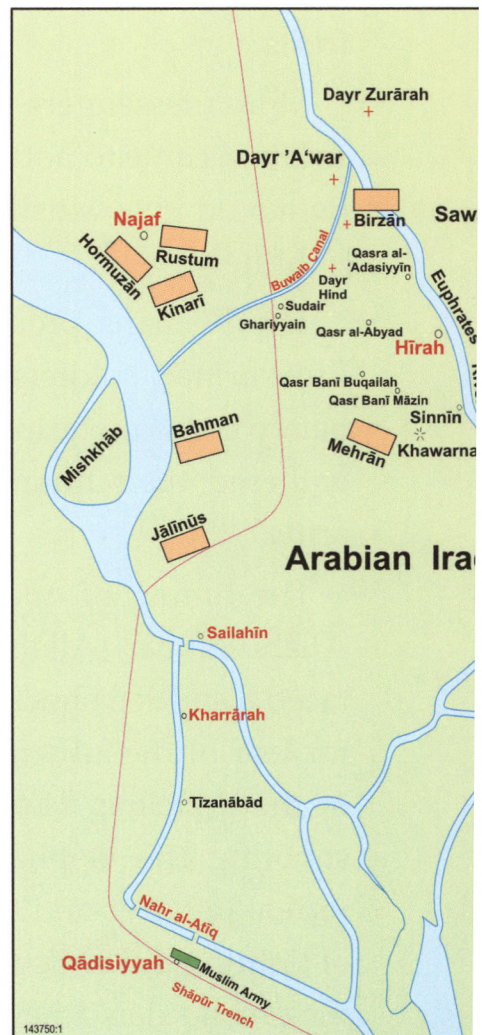 Dayr Zurārah
Dayr ’A‘war
Birzān
Saw
Najaf
Rustum
Hormuzān
Kinarī
Buwaib Canal
Qasra al-
‘Adasiyyīn
Dayr
Hind
Sudair
Ghariyyain
Qasr al-Abyad
Euphrates
Hīrah
Qasr Banī Buqailah
Qasr Banī Māzin
Sinnīn
Mishkhāb
Bahman
Mehrān
Khawarna
Jālīnūs
Arabian Ira
Sailahīn
Kharrārah
Tīzanābād
Nahr al-Atīq
Qādisiyyah
Muslim Army
Shāpūr Trench
143750:1